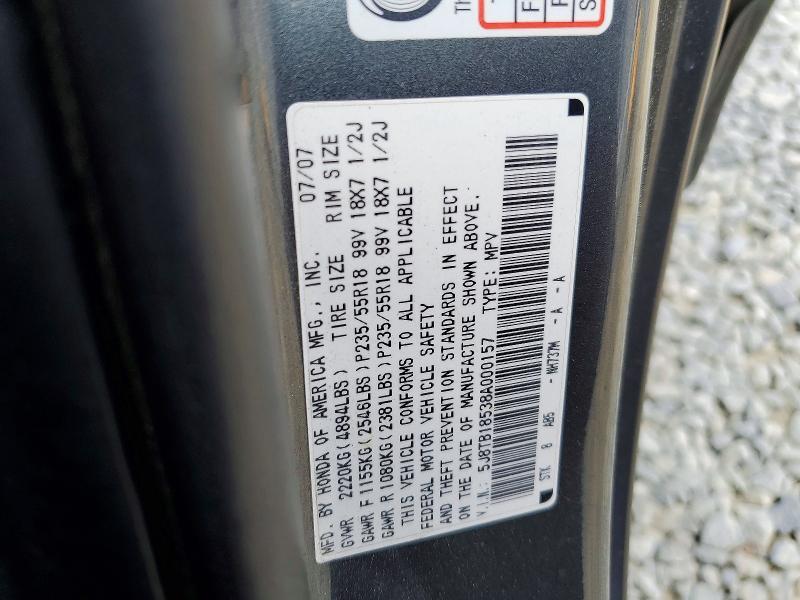 MFD. BY HONDA OF AMERICA MFG., INC. 07/07
GVWR 2220KG(4894LBS) TIRE SIZE RIM SIZE
GAWR F 1155KG(2546LBS)P235/55R18 99V 18X7 1/2J
GAWR R 1080KG(2381LBS)P235/55R18 99V 18X7 1/2J
THIS VEHICLE CONFORMS TO ALL APPLICABLE
FEDERAL MOTOR VEHICLE SAFETY
AND THEFT PREVENTION STANDARDS IN EFFECT
ON THE DATE OF MANUFACTURE SHOWN ABOVE.
V.I.N.: 5J8TB18538A000157 TYPE: MPV
STK 8 A05 - NH737M - A - A